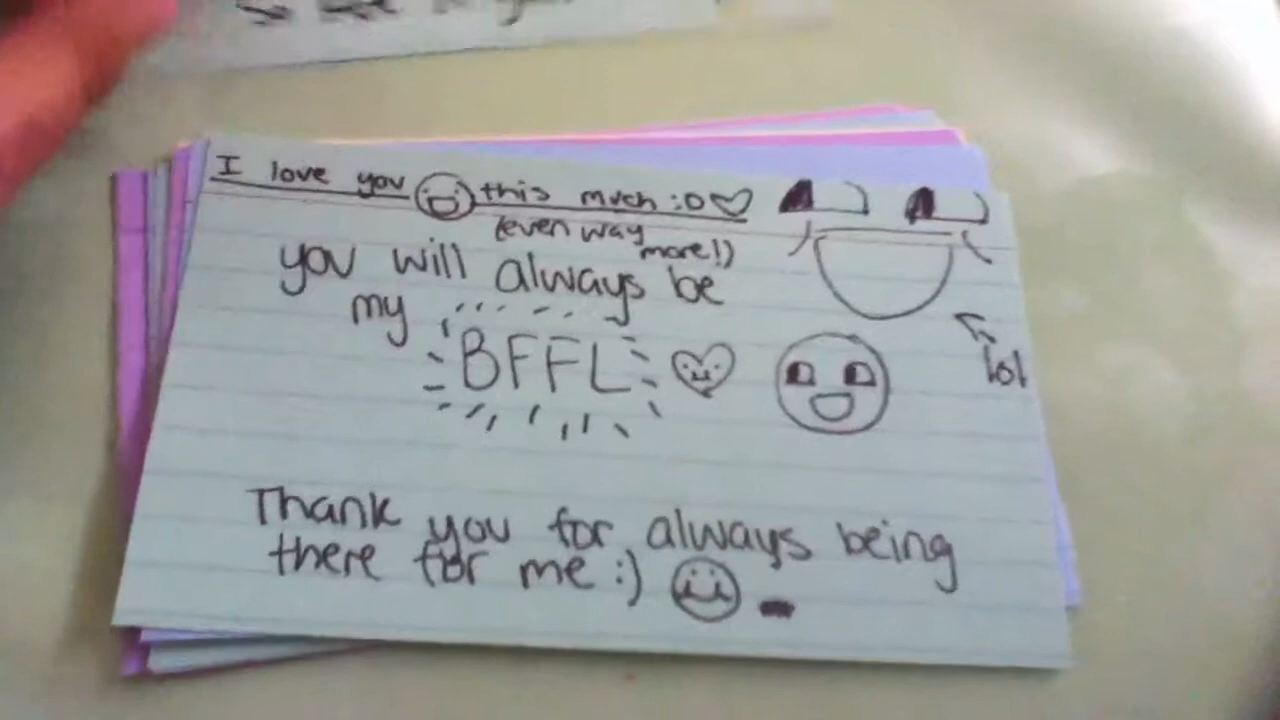 I love you this much :D♡
(even way
more!)
you will always be
my
BFFL
lol
Thank you for always being
there for me :)